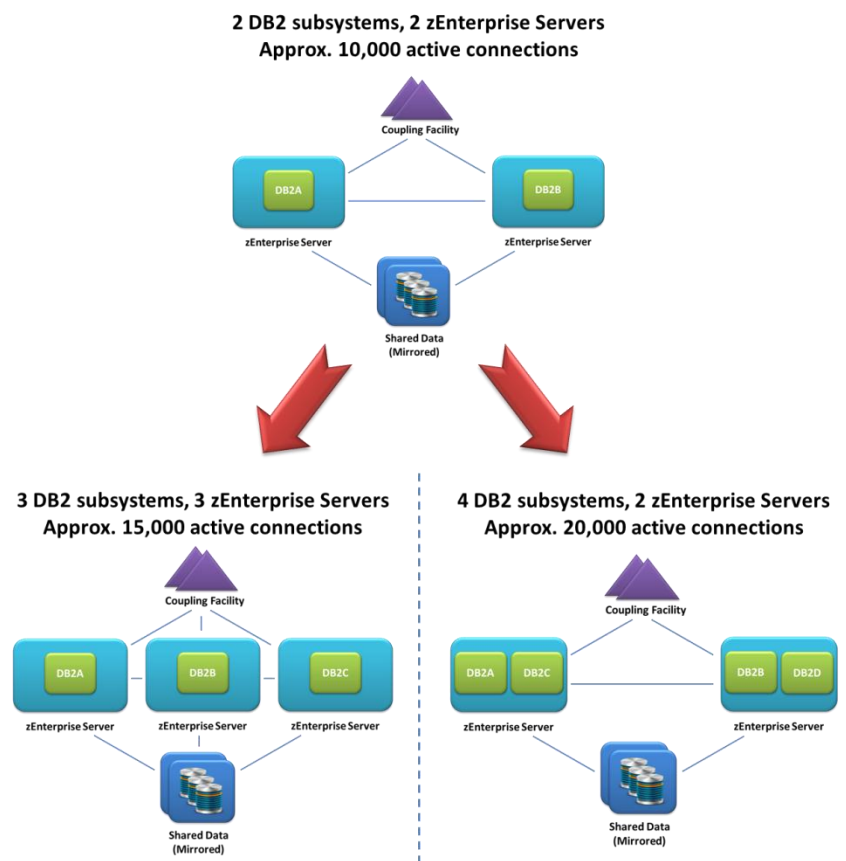 2 DB2 subsystems, 2 zEnterprise Servers
Approx. 10,000 active connections
Coupling Facility
DB2A
DB2B
zEnterprise Server
zEnterprise Server
Shared Data
(Mirrored)
3 DB2 subsystems, 3 zEnterprise Servers
Approx. 15,000 active connections
Coupling Facility
DB2A
DB2B
DB2C
zEnterprise Server
zEnterprise Server
zEnterprise Server
Shared Data
(Mirrored)
4 DB2 subsystems, 2 zEnterprise Servers
Approx. 20,000 active connections
Coupling Facility
DB2A
DB2C
DB2B
DB2D
zEnterprise Server
zEnterprise Server
Shared Data
(Mirrored)